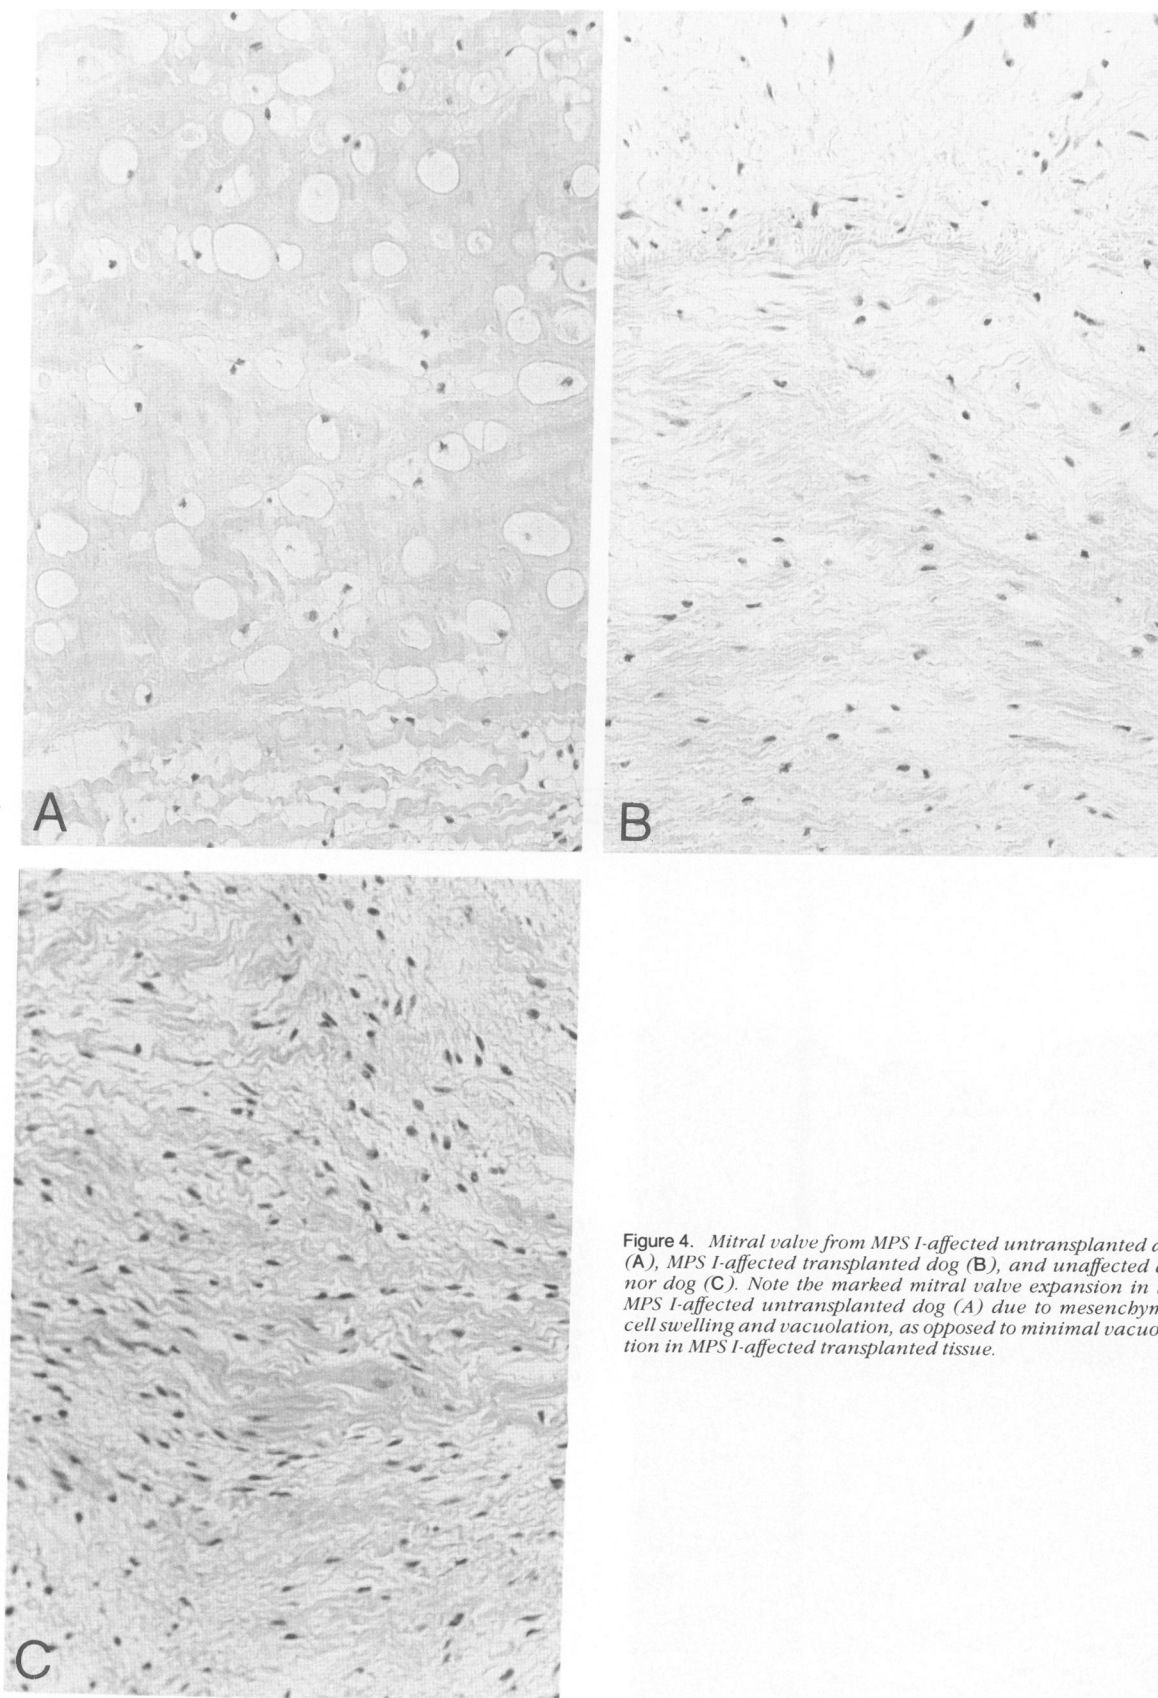 A
B
C
Figure 4. Mitral valve from MPS I-affected untransplanted
(A), MPS I-affected transplanted dog (B), and unaffected
nor dog (C). Note the marked mitral valve expansion in
MPS I-affected untransplanted dog (A) due to mesenchym
cell swelling and vacuolation, as opposed to minimal vacuo
tion in MPS I-affected transplanted tissue.